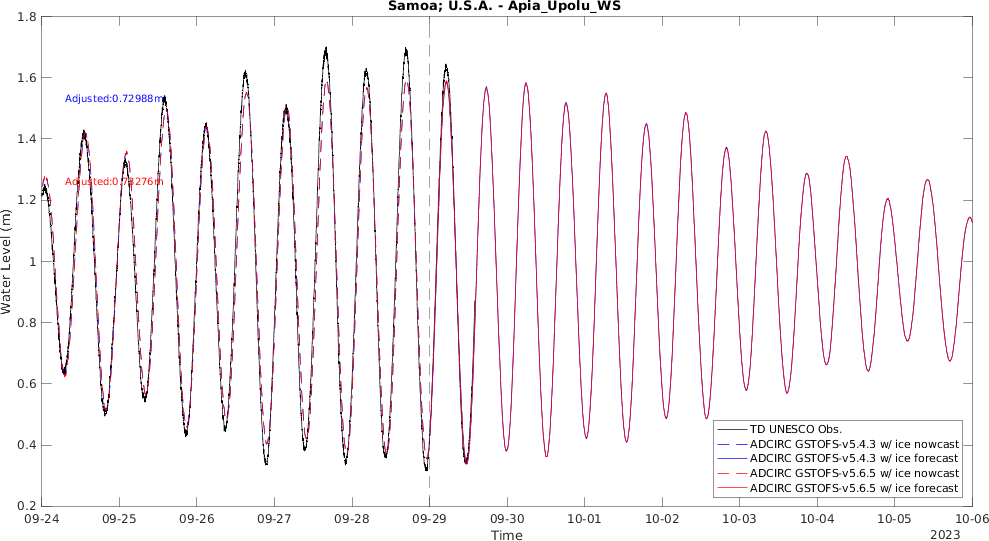 Samoa; U.S.A. - Apia_Upolu_WS
1.8
1.6
1.4
1.2
1
0.8
0.6
0.4
0.2
Water Level (m)
Adjusted:0.72988m
Adjusted:0.73276m
TD UNESCO Obs.
ADCIRC GSTOFS-v5.4.3 w/ ice nowcast
ADCIRC GSTOFS-v5.4.3 w/ ice forecast
ADCIRC GSTOFS-v5.6.5 w/ ice nowcast
ADCIRC GSTOFS-v5.6.5 w/ ice forecast
09-24 09-25 09-26 09-27 09-28 09-29 09-30 10-01 10-02 10-03 10-04 10-05 10-06
Time
2023